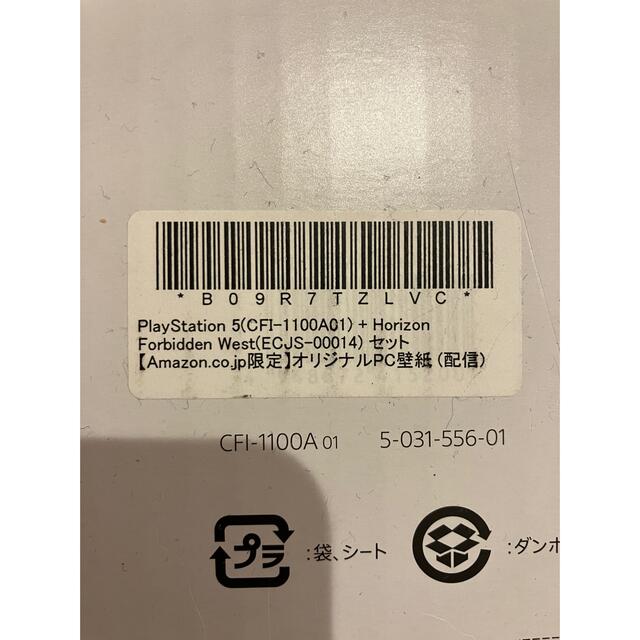 *B09R7TZLVC*
PlayStation 5(CFI-1100A01) + Horizon
Forbidden West(ECJS-00014) セット
【Amazon.co.jp限定】オリジナルPC壁紙 (配信)
CFI-1100A 01 5-031-556-01
プラ :袋、シート :ダンボ